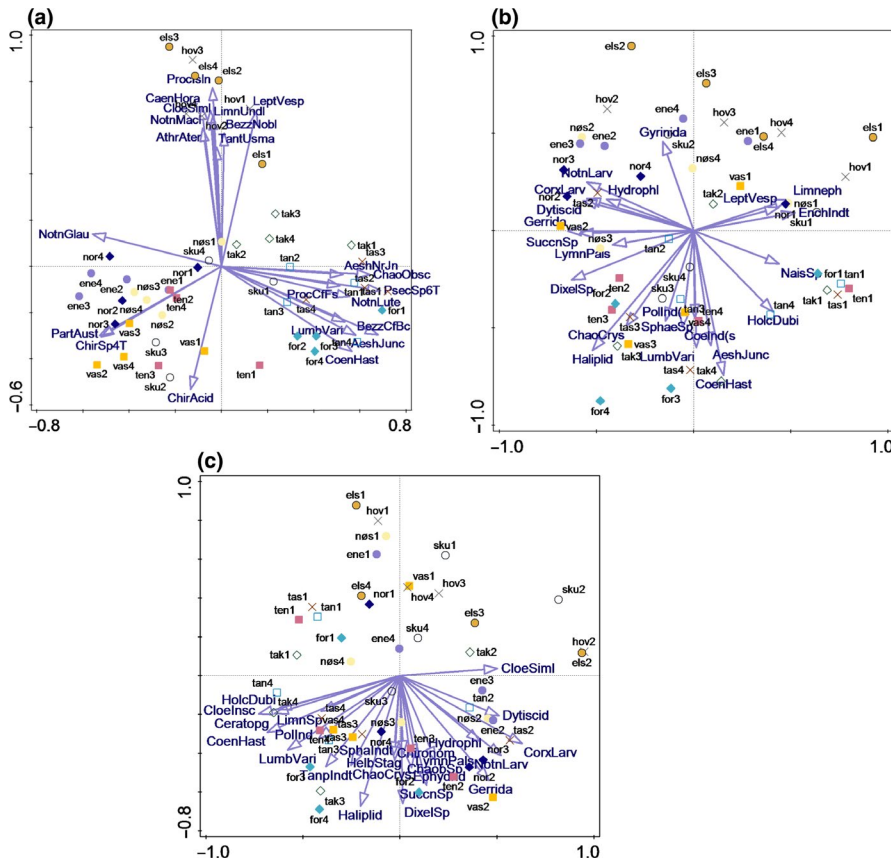 (a)
1.0
els3
hov3
els4
els2
ProcIsIn
CaenHora
hov1
LeptVesp
CloeSiml
LimnUndl
NotnMacl
hov2
BezzNobl
AthrAter
TantUsma
els1
tak3
NotnGlau
nøs1
tak4
tak1
tas3
nor4
sku4
tak2
tan2
AeshNrJn
nor1
tas2
ChaoObsc
ene4
ene1
sku1
tan1
tas1
PsecSp6T
ene3
nor2
nøs3
ten2
ProcCfFs
NotnLute
nøs4
ten4
tan3
tas4
for1
nor3
nøs2
LumbVari
BezzCfBc
PartAust
vas3
vas1
for2
for3
tan4
AeshJunc
ChirSp4T
sku3
for4
CoenHast
vas2
vas4
ten3
ten1
sku2
ChirAcid
-0.6
-0.8
0.8
(b)
1.0
els2
els3
hov2
ene4
hov3
hov4
nøs2
Gyrinida
ene1
els1
ene3
ene2
sku2
els4
nor3
nor4
nøs4
hov1
NotnLarv
vas1
CorxLarv
Hydrophl
LeptVesp
Limneph
tas2
tak2
Dytiscid
nor1
EnchIndt
Gerrida
vas2
sku1
SuccnSp
nøs3
tan2
LymnPais
DixelSp
ten2
sku4
NaisSp
for1
tan1
for2
sku3
tak1
tas1
ten1
ten3
PollInd(s
tan3
ten4
tan4
HolcDubi
tas3
SphaeSp
vas4
ChaoCrys
vas3
CoeInd(s
Haliplid
tak3
LumbVari
AeshJunc
tas4
tak4
CoenHast
for4
for3
-1.0
-1.0
1.0
(c)
1.0
els1
hov1
nøs1
ene1
sku1
vas1
els4
nor1
hov4
hov3
sku2
tas1
tan1
els3
ten1
for1
ene4
sku4
hov2
tak1
nøs4
tak2
els2
CloeSiml
tan4
ene3
HolcDubi
sku3
tan2
CloeInsc
tak4
tas4
Dytiscid
Ceratopg
LimnSp
vas4
nøs3
nøs2
ene2
tas2
CoenHast
PollInd
vas3
tas3
ten3
Hydrophl
CorxLarv
tan3
SphaIndt
nor4
Chironom
nor3
LumbVari
HelbStag
LymnPals
NotnLarv
for3
TanpIndt
ChaoCrys
for2
ChaobSp
Ephydrid
nor2
ten2
Gerrida
tak3
SuccnSp
vas2
for4
Haliplid
DixelSp
-0.8
-1.0
1.0